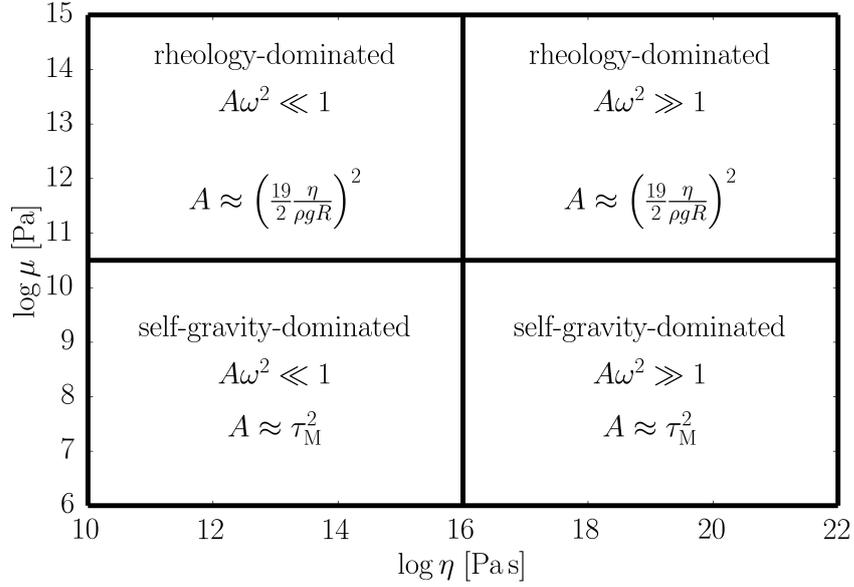 15
14
13
12
11
10
9
8
7
6
log μ [Pa]
rheology-dominated
Aω² ≪ 1
A ≈ (19/2 η/ρgR)²
rheology-dominated
Aω² ≫ 1
A ≈ (19/2 η/ρgR)²
self-gravity-dominated
Aω² ≪ 1
A ≈ τ_M²
self-gravity-dominated
Aω² ≫ 1
A ≈ τ_M²
10
12
14
16
18
20
22
log η [Pa s]